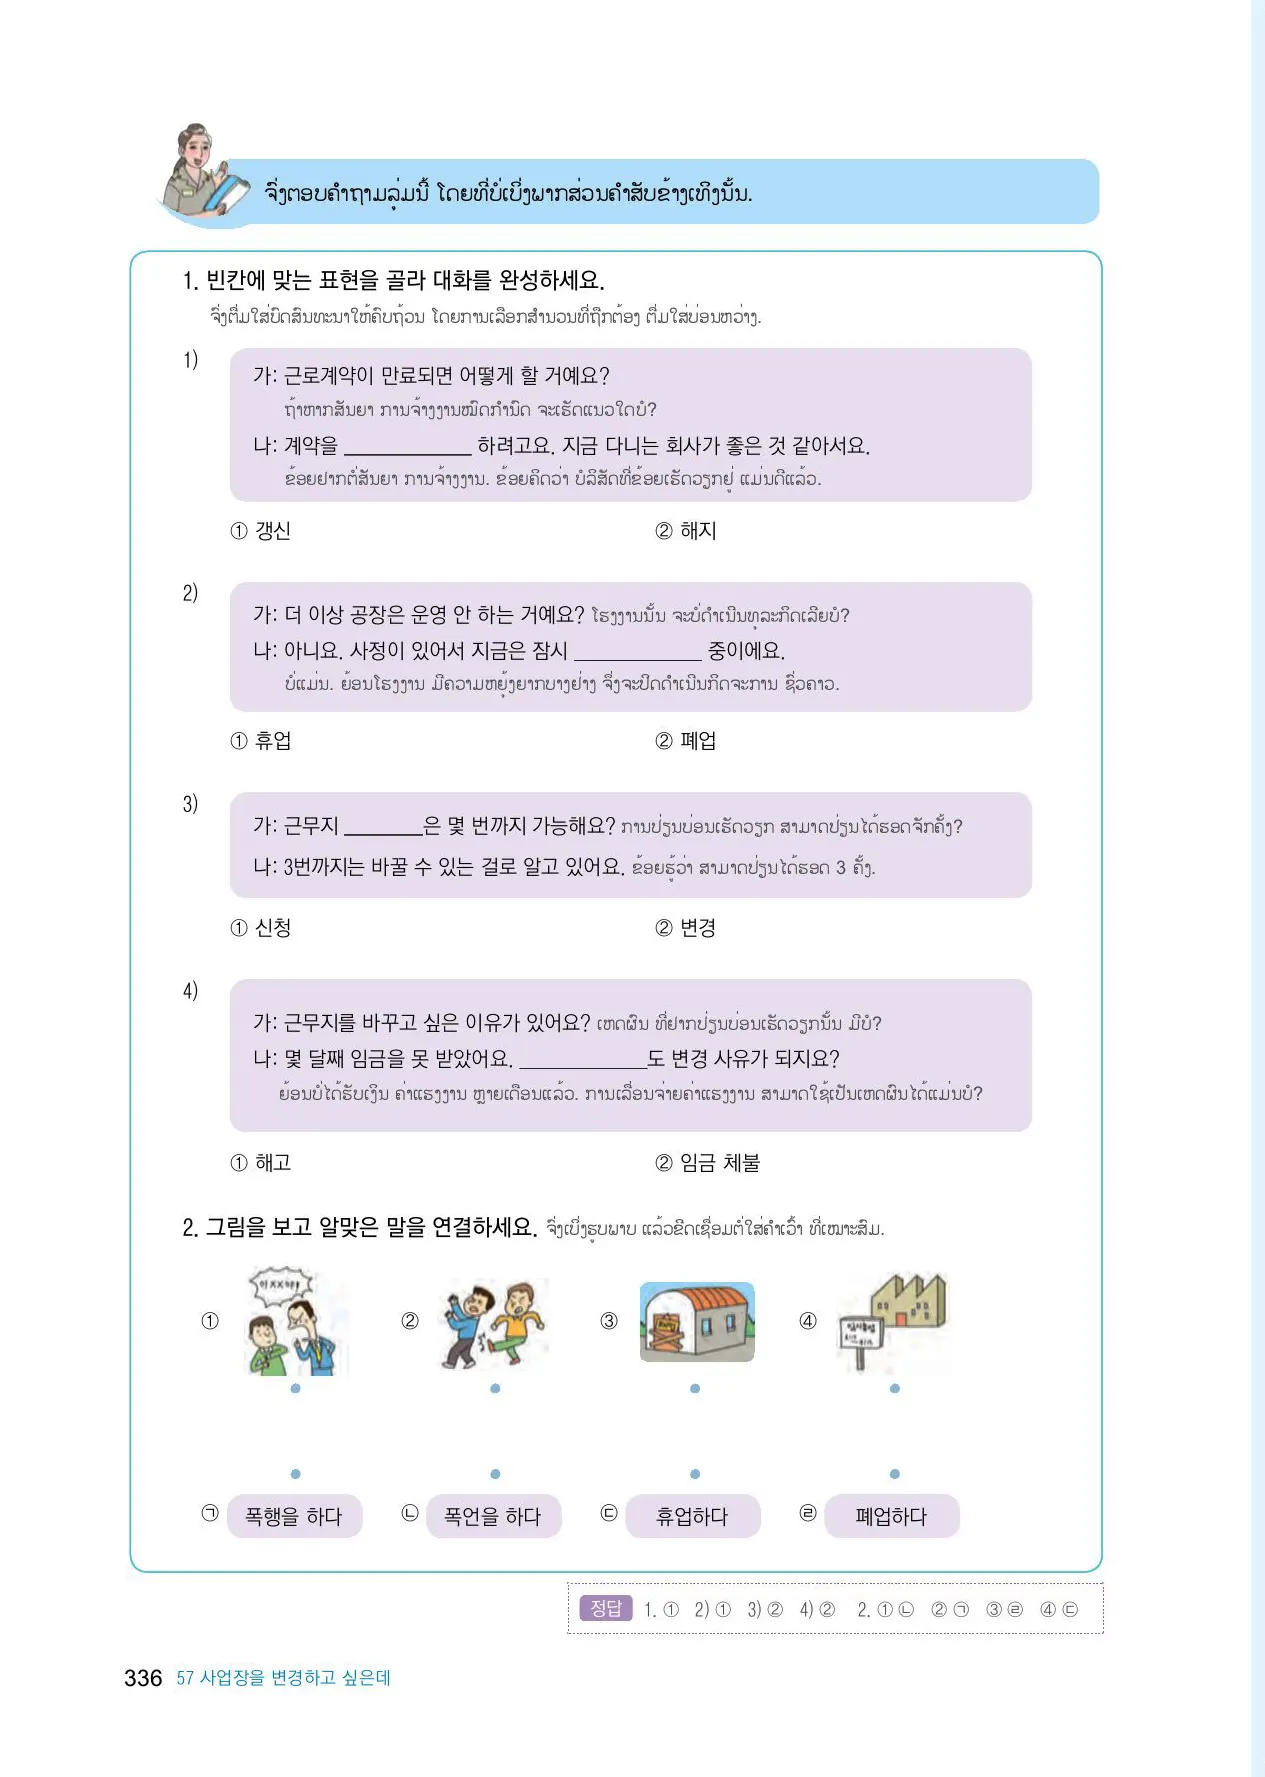 ຈົ່ງຕອບຄຳຖາມລຸ່ມນີ້ ໂດຍທີ່ບໍ່ເບິ່ງພາກສ່ວນຄຳສັບຂ້າງເທິງນັ້ນ.
1. 빈칸에 맞는 표현을 골라 대화를 완성하세요.
ຈົ່ງຕື່ມໃສ່ບົດສົນທະນາໃຫ້ຄົບຖ້ວນ ໂດຍການເລືອກສຳນວນທີ່ຖືກຕ້ອງ ຕື່ມໃສ່ບ່ອນຫວ່າງ.
1)
가: 근로계약이 만료되면 어떻게 할 거예요?
ຖ້າຫາກສັນຍາ ການຈ້າງງານໝົດກຳນົດ ຈະເຮັດແນວໃດບໍ?
나: 계약을 ____________ 하려고요. 지금 다니는 회사가 좋은 것 같아서요.
ຂ້ອຍຢາກຕໍ່ສັນຍາ ການຈ້າງງານ. ຂ້ອຍຄິດວ່າ ບໍລິສັດທີ່ຂ້ອຍເຮັດວຽກຢູ່ ແມ່ນດີແລ້ວ.
① 갱신 ② 해지
2)
가: 더 이상 공장은 운영 안 하는 거예요? ໂຮງງານນັ້ນ ຈະບໍ່ດຳເນີນທຸລະກິດເລີຍບໍ?
나: 아니요. 사정이 있어서 지금은 잠시 ____________ 중이에요.
ບໍ່ແມ່ນ. ຍ້ອນໂຮງງານ ມີຄວາມຫຍຸ້ງຍາກບາງຢ່າງ ຈຶ່ງຈະປິດດຳເນີນກິດຈະການ ຊົ່ວຄາວ.
① 휴업 ② 폐업
3)
가: 근무지 ________은 몇 번까지 가능해요? ການປ່ຽນບ່ອນເຮັດວຽກ ສາມາດປ່ຽນໄດ້ຮອດຈັກຄັ້ງ?
나: 3번까지는 바꿀 수 있는 걸로 알고 있어요. ຂ້ອຍຮູ້ວ່າ ສາມາດປ່ຽນໄດ້ຮອດ 3 ຄັ້ງ.
① 신청 ② 변경
4)
가: 근무지를 바꾸고 싶은 이유가 있어요? ເຫດຜົນ ທີ່ຢາກປ່ຽນບ່ອນເຮັດວຽກນັ້ນ ມີບໍ?
나: 몇 달째 임금을 못 받았어요. ____________도 변경 사유가 되지요?
ຍ້ອນບໍ່ໄດ້ຮັບເງິນ ຄ່າແຮງງານ ຫຼາຍເດືອນແລ້ວ. ການເລື່ອນຈ່າຍຄ່າແຮງງານ ສາມາດໃຊ້ເປັນເຫດຜົນໄດ້ແມ່ນບໍ?
① 해고 ② 임금 체불
2. 그림을 보고 알맞은 말을 연결하세요. ຈົ່ງເບິ່ງຮູບພາບ ແລ້ວຂີດເຊື່ອມຕໍ່ໃສ່ຄຳເວົ້າ ທີ່ເໝາະສົມ.
① ② ③ ④
㉠ 폭행을 하다 ㉡ 폭언을 하다 ㉢ 휴업하다 ㉣ 폐업하다
정답 1. ① 2) ① 3) ② 4) ② 2. ① ㉡ ② ㉠ ③ ㉣ ④ ㉢
336 57 사업장을 변경하고 싶은데